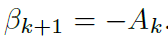 β_{k+1} = −A_k.